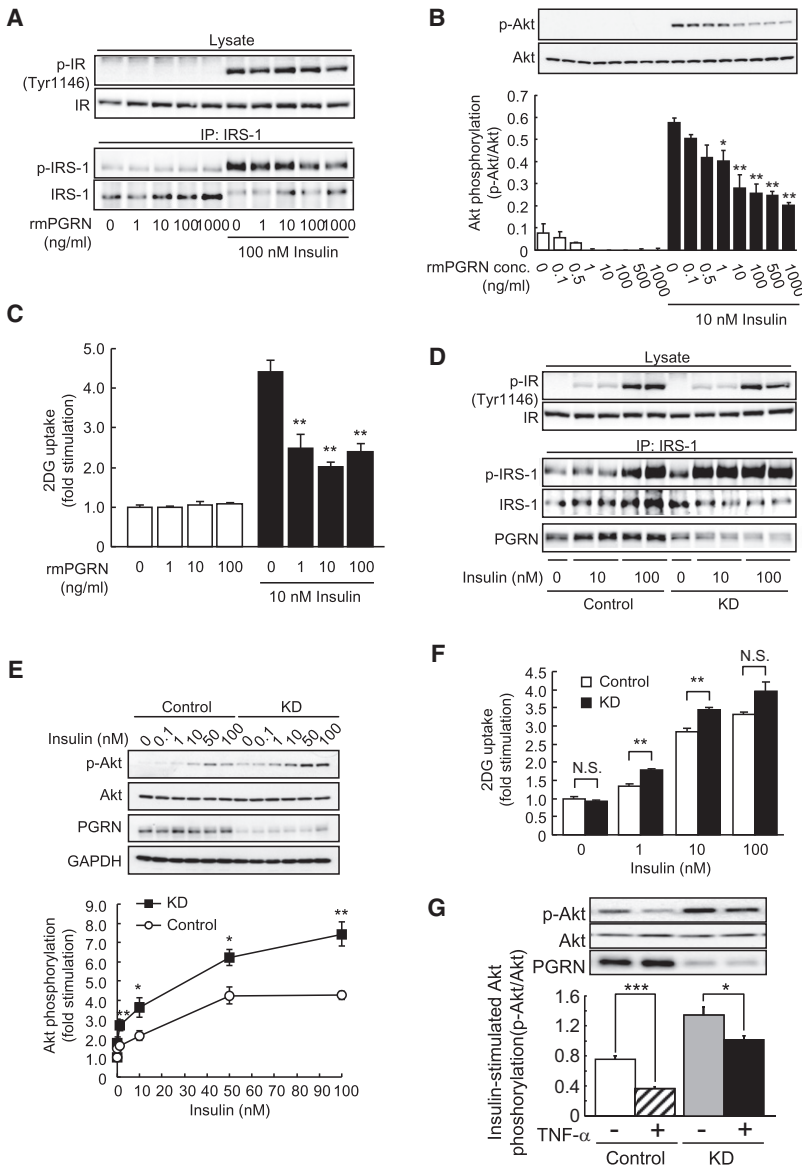 A
Lysate
p-IR
(Tyr1146)
IR
IP: IRS-1
p-IRS-1
IRS-1
rmPGRN
(ng/ml)
0 1 10 100 1000 0 1 10 100 1000
100 nM Insulin
B
p-Akt
Akt
Akt phosphorylation
(p-Akt/Akt)
0.7
0.6
0.5
0.4
0.3
0.2
0.1
0
* ** ** ** **
rmPGRN conc.
(ng/ml)
0 0.1 0.5 1 10 100 500 1000 0 0.1 0.5 1 10 100 500 1000
10 nM Insulin
C
2DG uptake
(fold stimulation)
5.0
4.0
3.0
2.0
1.0
0
** ** **
rmPGRN
(ng/ml)
0 1 10 100 0 1 10 100
10 nM Insulin
D
Lysate
p-IR
(Tyr1146)
IR
IP: IRS-1
p-IRS-1
IRS-1
PGRN
Insulin (nM) 0 10 100 0 10 100
Control KD
E
Control KD
Insulin (nM) 0 0.1 1 10 50 100 0 0.1 1 10 50 100
p-Akt
Akt
PGRN
GAPDH
Akt phosphorylation
(fold stimulation)
9.0
8.0
7.0
6.0
5.0
4.0
3.0
2.0
1.0
0
KD
Control
** * * **
0 10 20 30 40 50 60 70 80 90 100
Insulin (nM)
F
2DG uptake
(fold stimulation)
4.5
4.0
3.5
3.0
2.5
2.0
1.5
1.0
0.5
0
Control
KD
N.S. ** ** N.S.
0 1 10 100
Insulin (nM)
G
p-Akt
Akt
PGRN
Insulin-stimulated Akt
phoshorylation(p-Akt/Akt)
1.6
1.2
0.8
0.4
0
*** *
TNF-α - + - +
Control KD